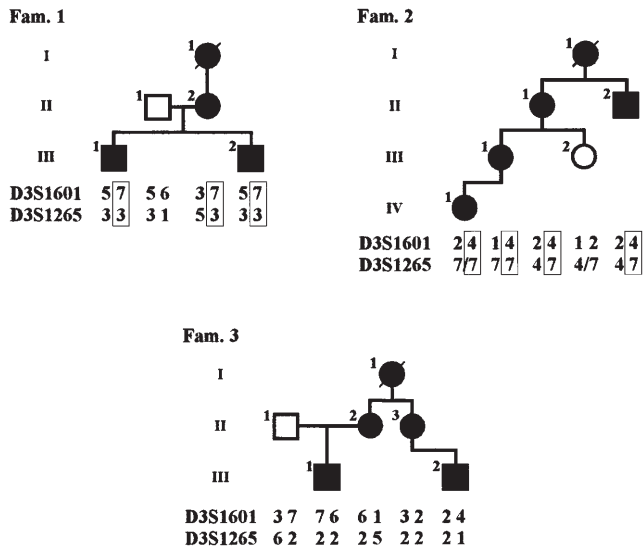 Fam. 1
1
I
1
2
II
1
2
III
D3S1601 5 7 5 6 3 7 5 7
D3S1265 3 3 3 1 5 3 3 3
Fam. 2
1
I
1
2
II
1
2
III
1
IV
D3S1601 2 4 1 4 2 4 1 2 2 4
D3S1265 7/7 7 7 4 7 4/7 4 7
Fam. 3
1
I
1
2
3
II
1
2
III
D3S1601 3 7 7 6 6 1 3 2 2 4
D3S1265 6 2 2 2 2 5 2 2 2 1